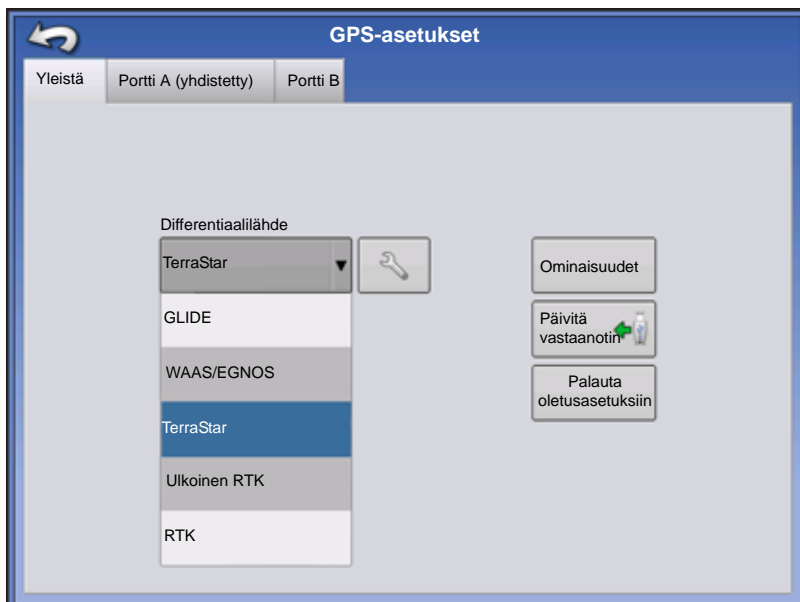 GPS-asetukset
Yleistä
Portti A (yhdistetty)
Portti B
Differentiaalilähde
TerraStar
GLIDE
WAAS/EGNOS
TerraStar
Ulkoinen RTK
RTK
Ominaisuudet
Päivitä
vastaanotin
Palauta
oletusasetuksiin